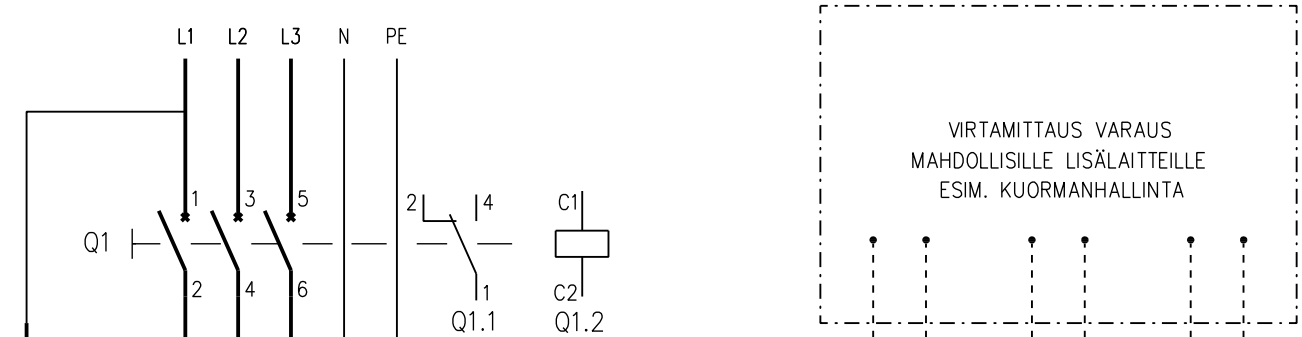 L1 L2 L3 N PE
VIRTAMITTAUS VARAUS
MAHDOLLISILLE LISÄLAITTEILLE
ESIM. KUORMANHALLINTA
1 3 5 2 4 C1
Q1
2 4 6 1 C2
Q1.1 Q1.2